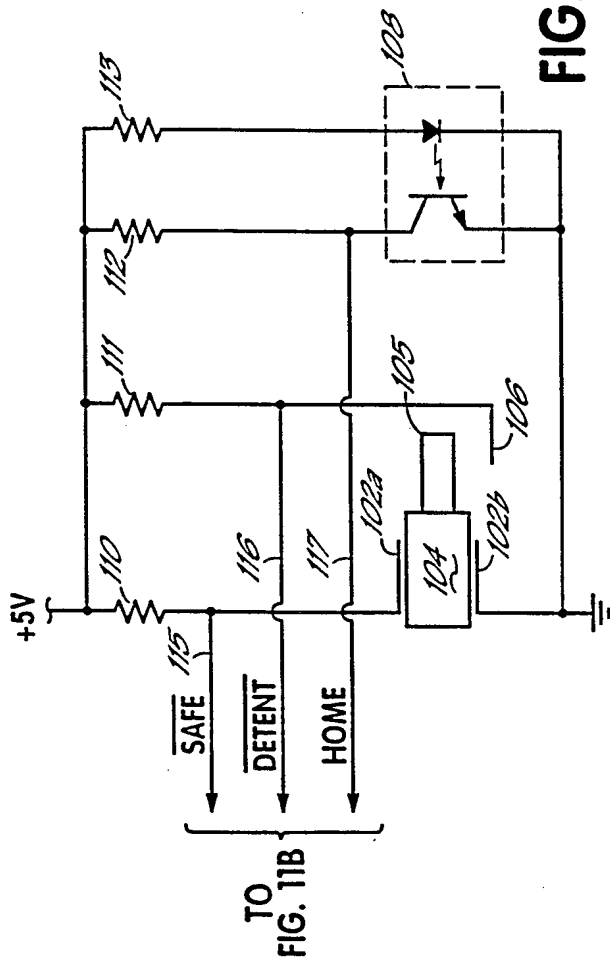 +5V
110
111
112
113
115
SAFE
116
DETENT
117
HOME
TO
FIG. 11B
102a
104
102b
105
106
108
FIG.